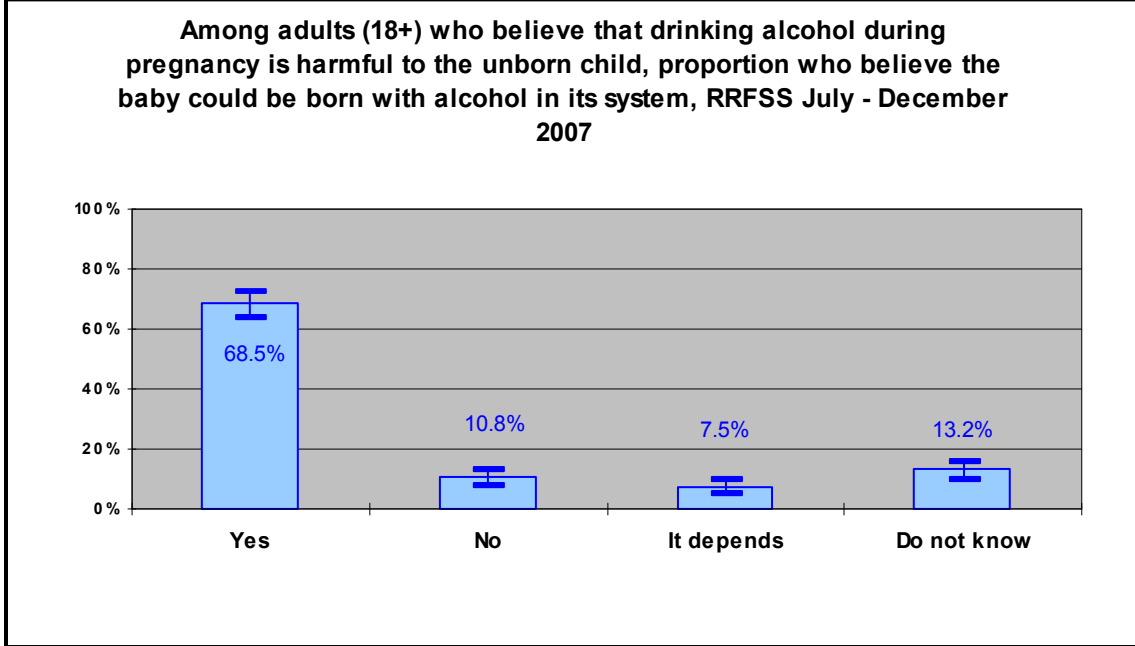 Among adults (18+) who believe that drinking alcohol during
pregnancy is harmful to the unborn child, proportion who believe the
baby could be born with alcohol in its system, RRFSS July - December
2007
100%
80%
60%
40%
20%
0%
68.5%
10.8%
7.5%
13.2%
Yes
No
It depends
Do not know